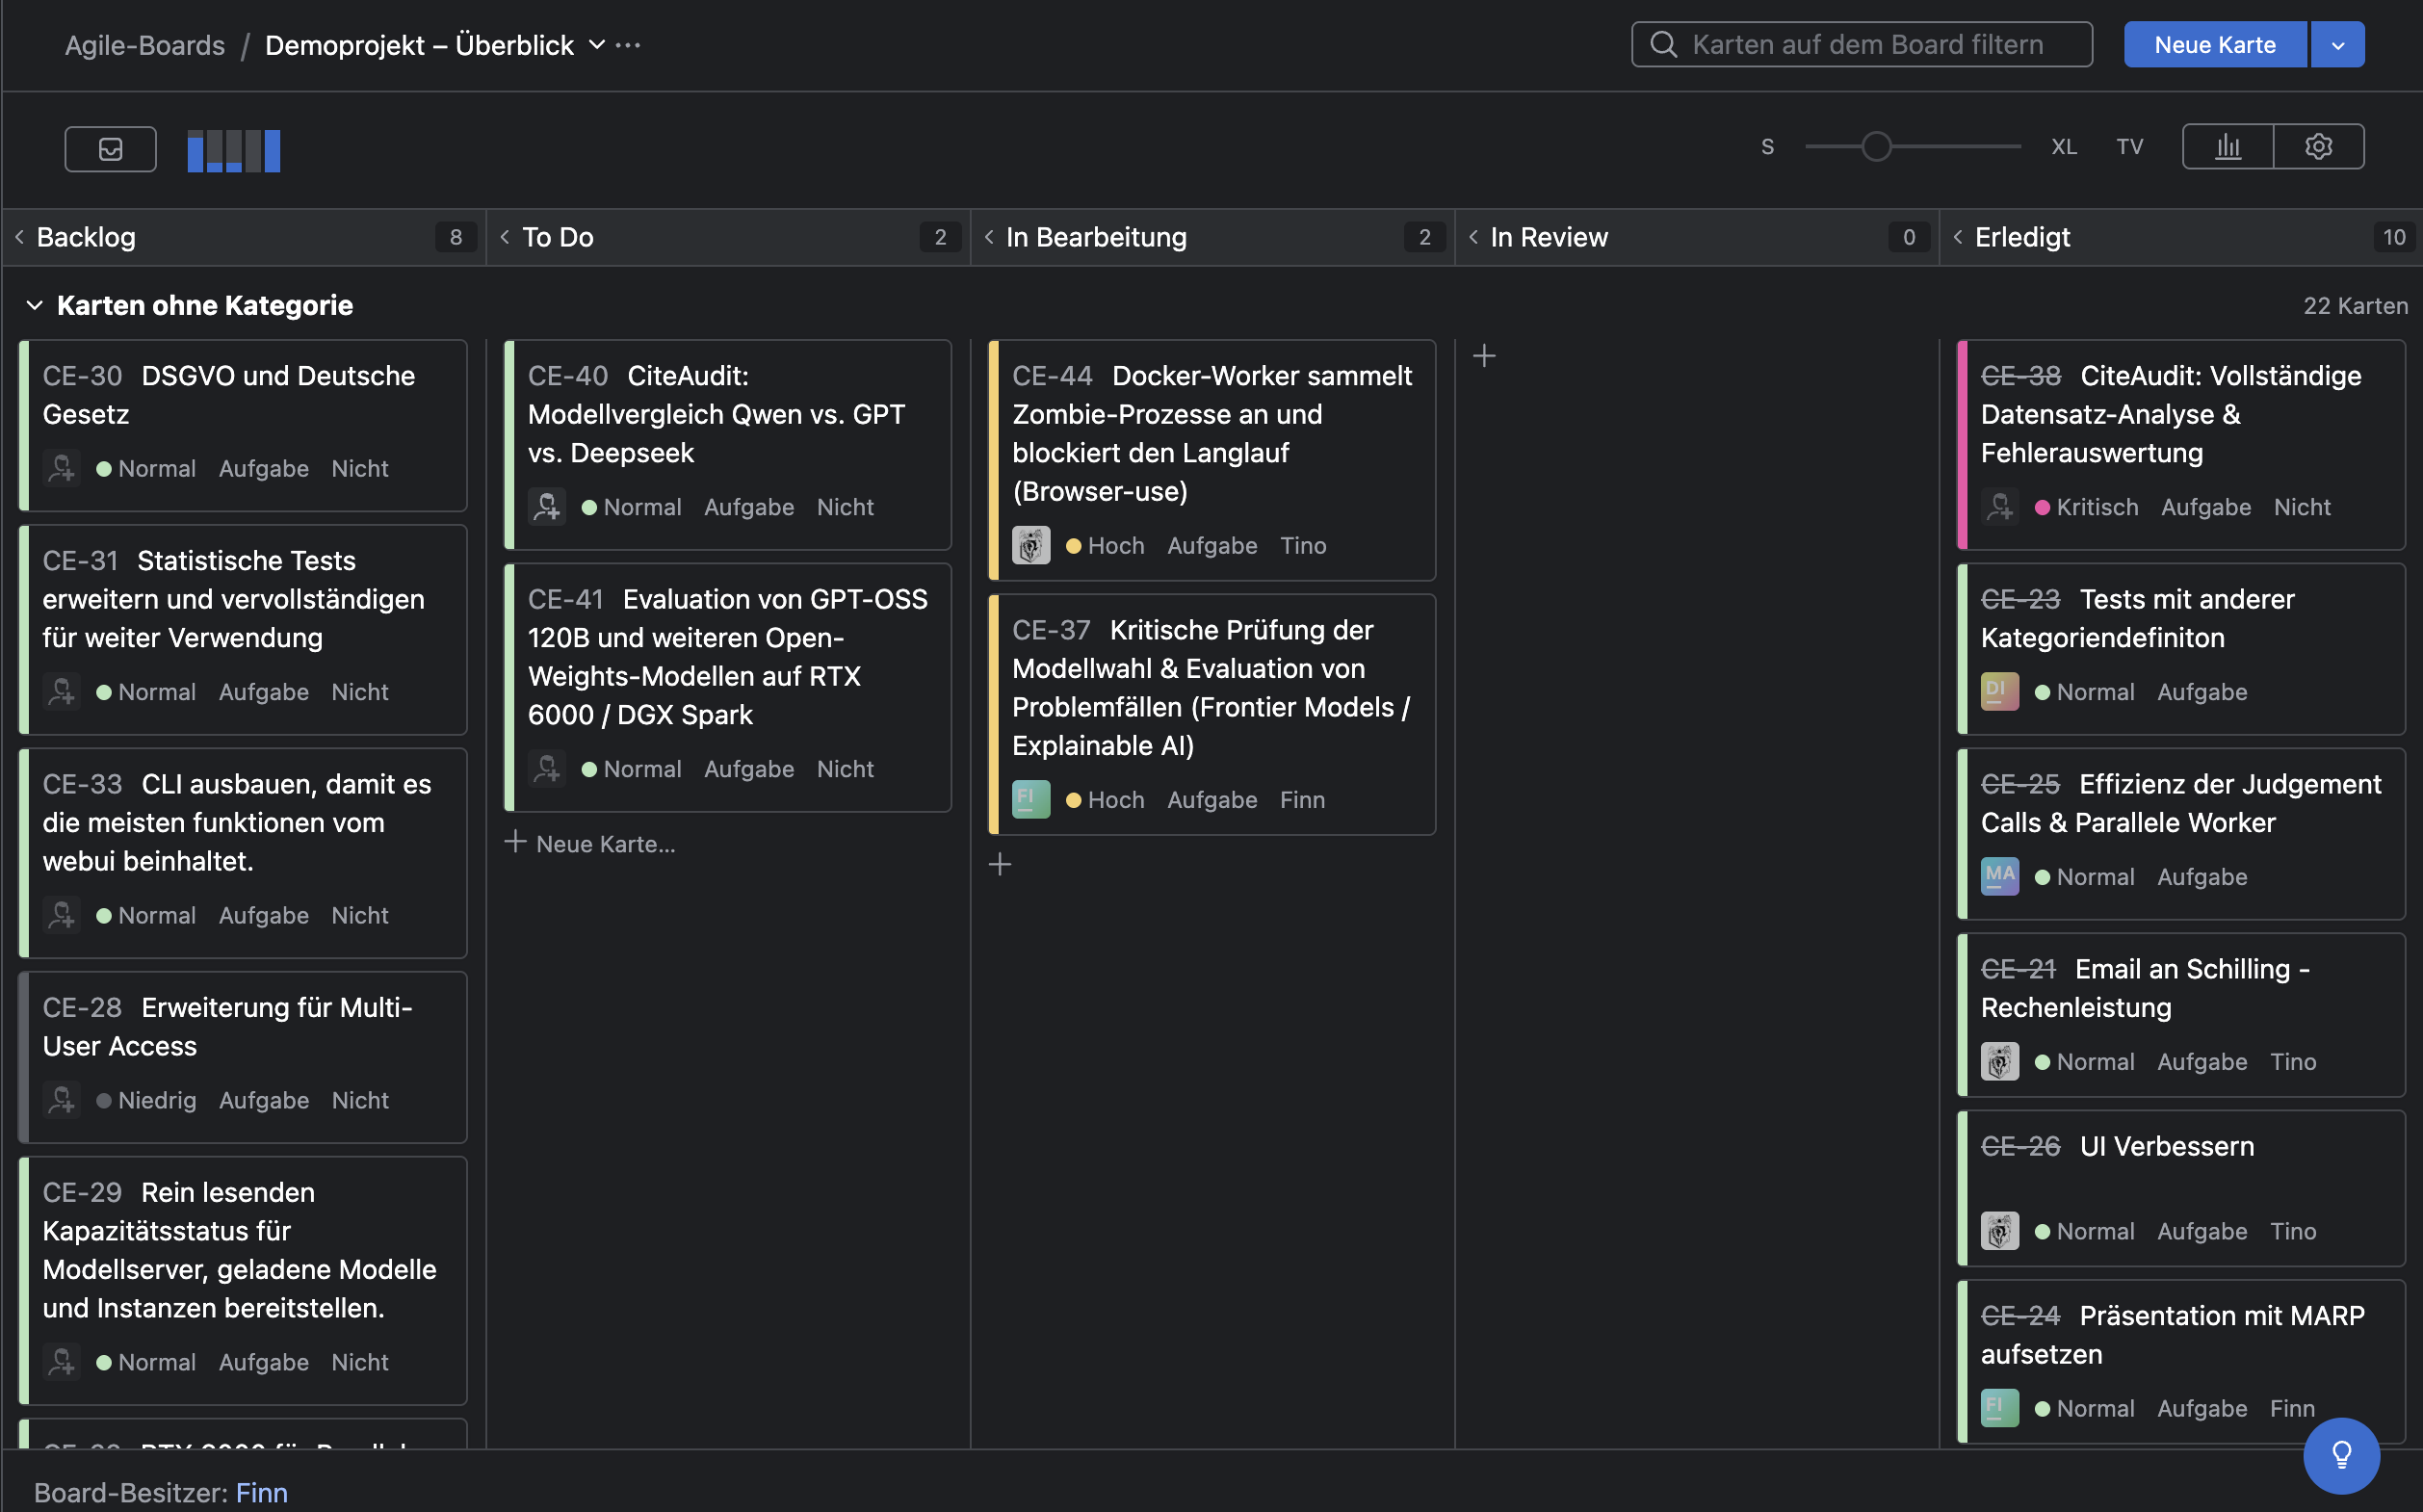 Agile-Boards / Demoprojekt – Überblick
Karten auf dem Board filtern
Neue Karte
S
XL
TV
Backlog 8
To Do 2
In Bearbeitung 2
In Review 0
Erledigt 10
Karten ohne Kategorie
22 Karten
CE-30 DSGVO und Deutsche
Gesetz
Normal Aufgabe Nicht
CE-31 Statistische Tests
erweitern und vervollständigen
für weiter Verwendung
Normal Aufgabe Nicht
CE-33 CLI ausbauen, damit es
die meisten funktionen vom
webui beinhaltet.
Normal Aufgabe Nicht
CE-28 Erweiterung für Multi-
User Access
Niedrig Aufgabe Nicht
CE-29 Rein lesenden
Kapazitätsstatus für
Modellserver, geladene Modelle
und Instanzen bereitstellen.
Normal Aufgabe Nicht
CE-40 CiteAudit:
Modellvergleich Qwen vs. GPT
vs. Deepseek
Normal Aufgabe Nicht
CE-41 Evaluation von GPT-OSS
120B und weiteren Open-
Weights-Modellen auf RTX
6000 / DGX Spark
Normal Aufgabe Nicht
Neue Karte...
CE-44 Docker-Worker sammelt
Zombie-Prozesse an und
blockiert den Langlauf
(Browser-use)
Hoch Aufgabe Tino
CE-37 Kritische Prüfung der
Modellwahl & Evaluation von
Problemfällen (Frontier Models /
Explainable AI)
FI Hoch Aufgabe Finn
CE-38 CiteAudit: Vollständige
Datensatz-Analyse &
Fehlerauswertung
Kritisch Aufgabe Nicht
CE-23 Tests mit anderer
Kategoriendefiniton
DI Normal Aufgabe
CE-25 Effizienz der Judgement
Calls & Parallele Worker
MA Normal Aufgabe
CE-21 Email an Schilling -
Rechenleistung
Normal Aufgabe Tino
CE-26 UI Verbessern
Normal Aufgabe Tino
CE-24 Präsentation mit MARP
aufsetzen
FI Normal Aufgabe Finn
Board-Besitzer: Finn